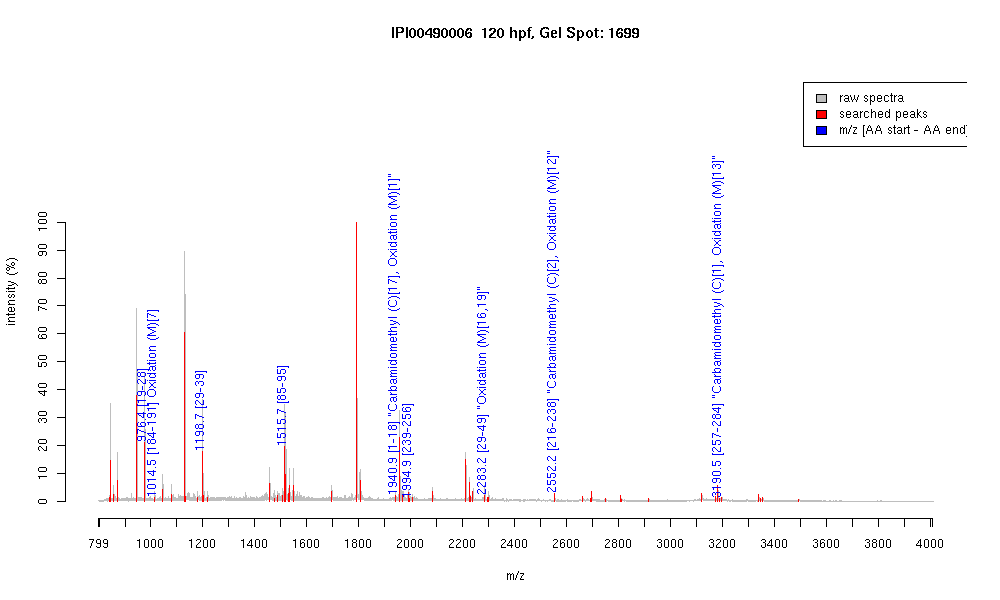 IPI00490006  120 hpf, Gel Spot: 1699
raw spectra
searched peaks
m/z [AA start - AA end]
intensity (%)
100
90
80
70
60
50
40
30
20
10
0
976.4 [19-28]
1014.5 [184-191] Oxidation (M)[7]
1198.7 [29-39]
1515.7 [85-95]
1940.9 [1-18] "Carbamidomethyl (C)[17], Oxidation (M)[1]"
1994.9 [239-256]
2283.2 [29-49] "Oxidation (M)[16,19]"
2552.2 [216-238] "Carbamidomethyl (C)[2], Oxidation (M)[12]"
3190.5 [257-284] "Carbamidomethyl (C)[1], Oxidation (M)[13]"
799 1000 1200 1400 1600 1800 2000 2200 2400 2600 2800 3000 3200 3400 3600 3800 4000
m/z